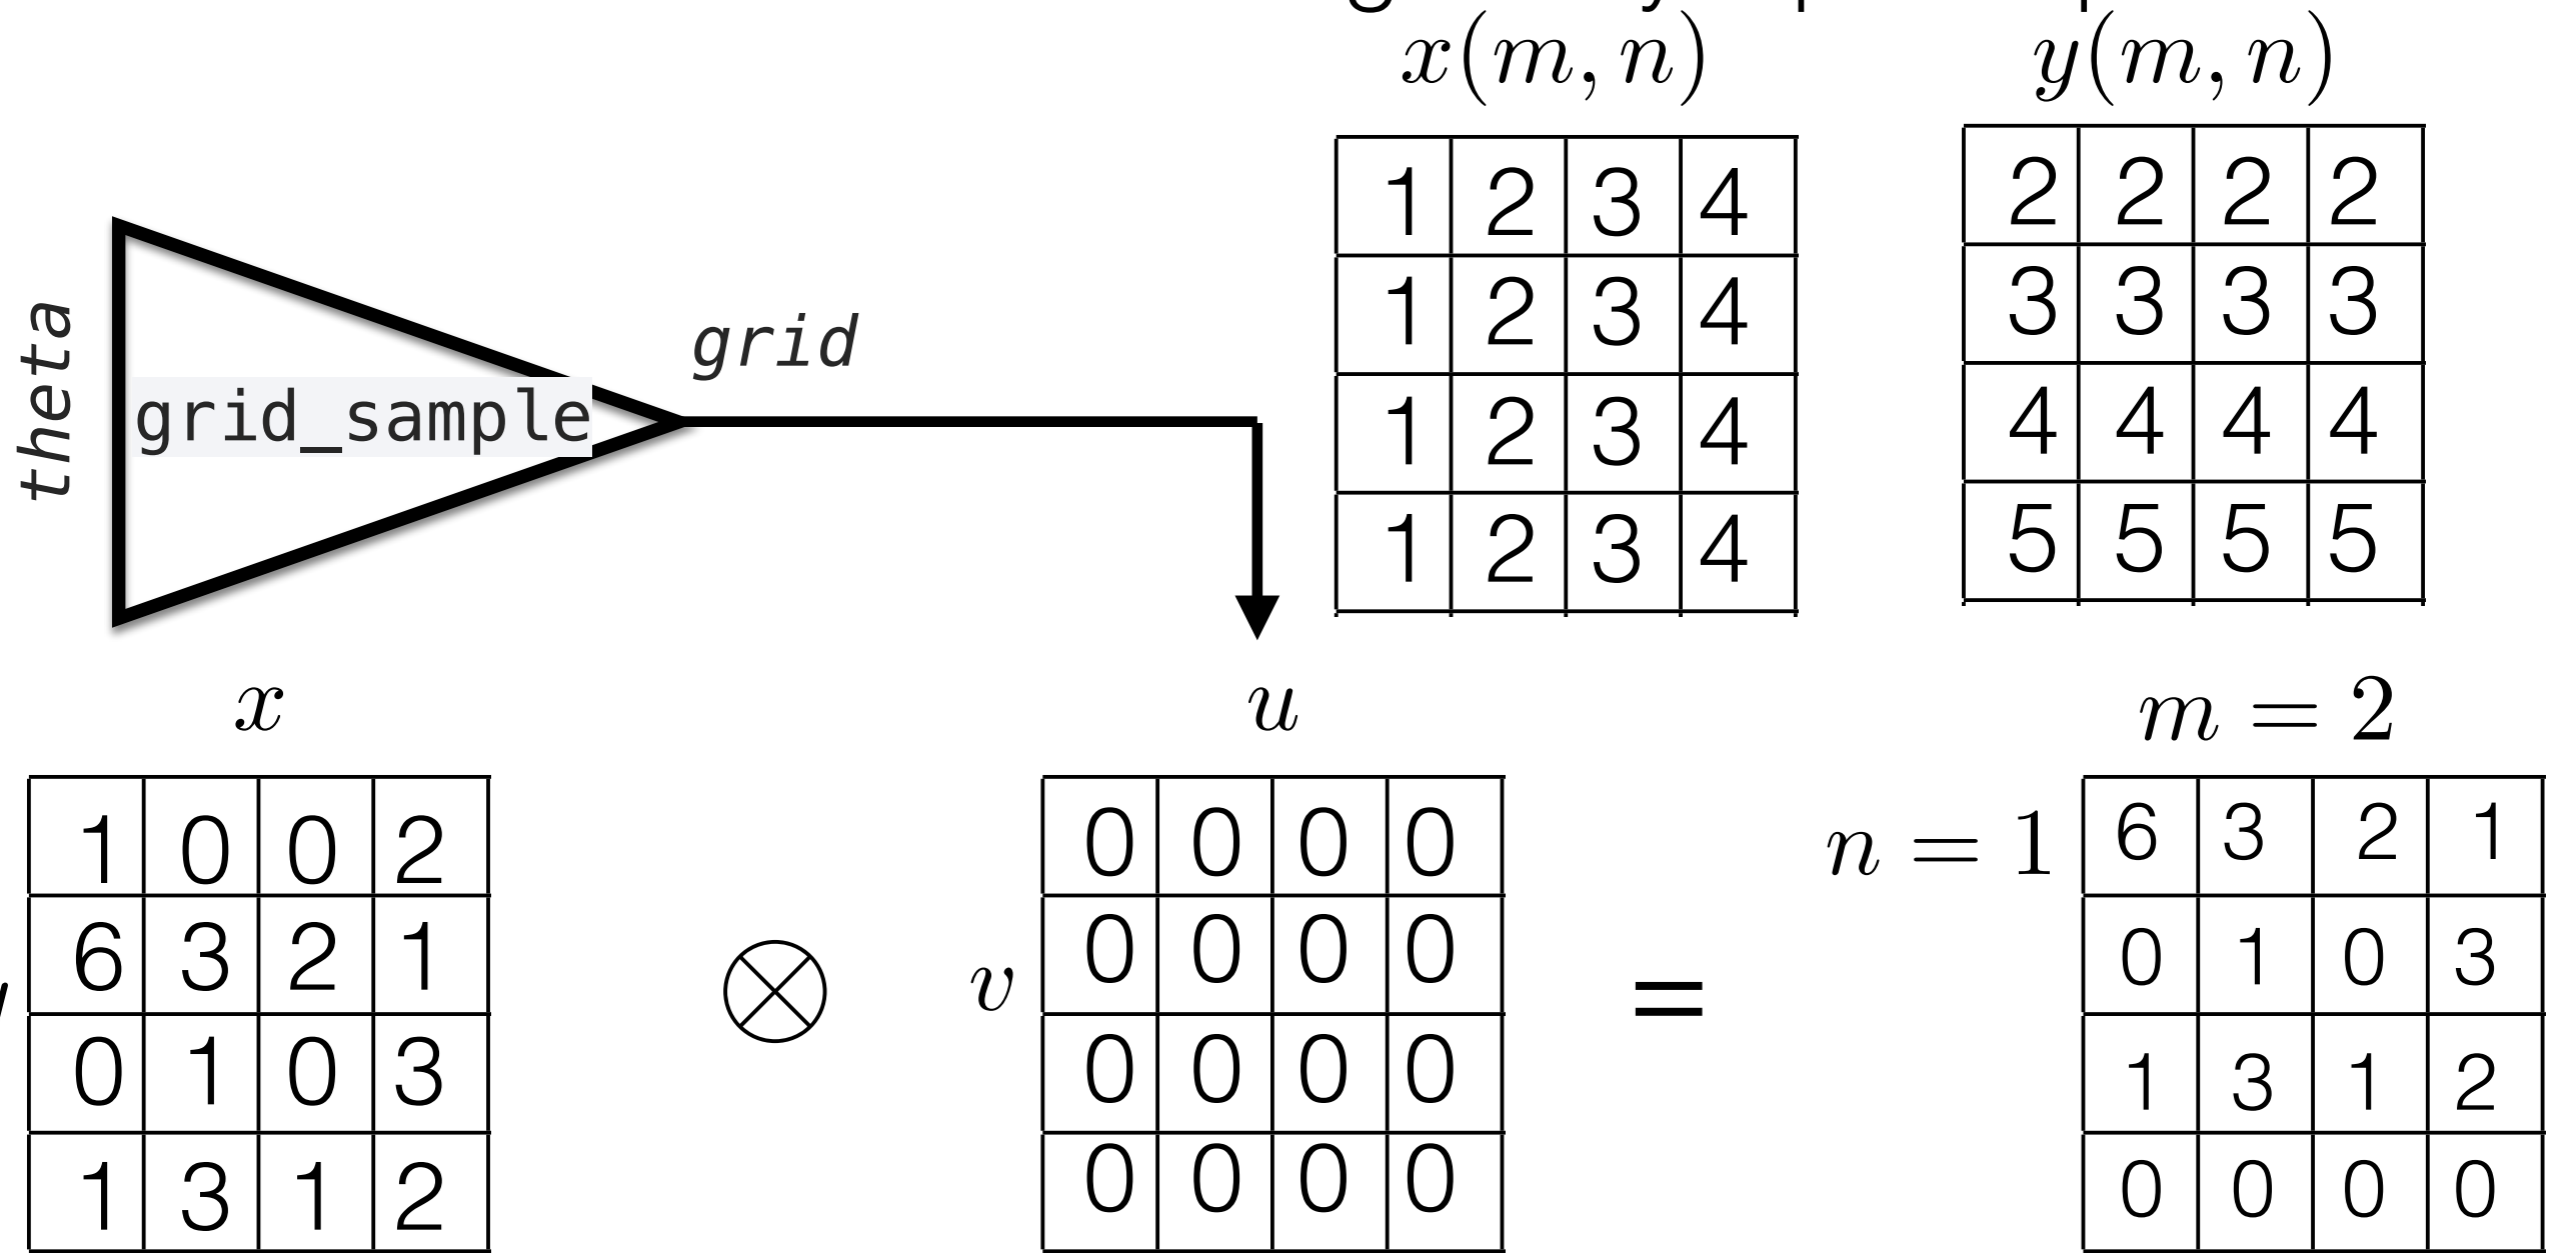 x(m, n) y(m, n)
1 2 3 4
1 2 3 4
1 2 3 4
1 2 3 4
2 2 2 2
3 3 3 3
4 4 4 4
5 5 5 5
theta
grid_sample
grid
x
1 0 0 2
6 3 2 1
0 1 0 3
1 3 1 2
⊗
u
v
0 0 0 0
0 0 0 0
0 0 0 0
0 0 0 0
=
m = 2
n = 1
6 3 2 1
0 1 0 3
1 3 1 2
0 0 0 0